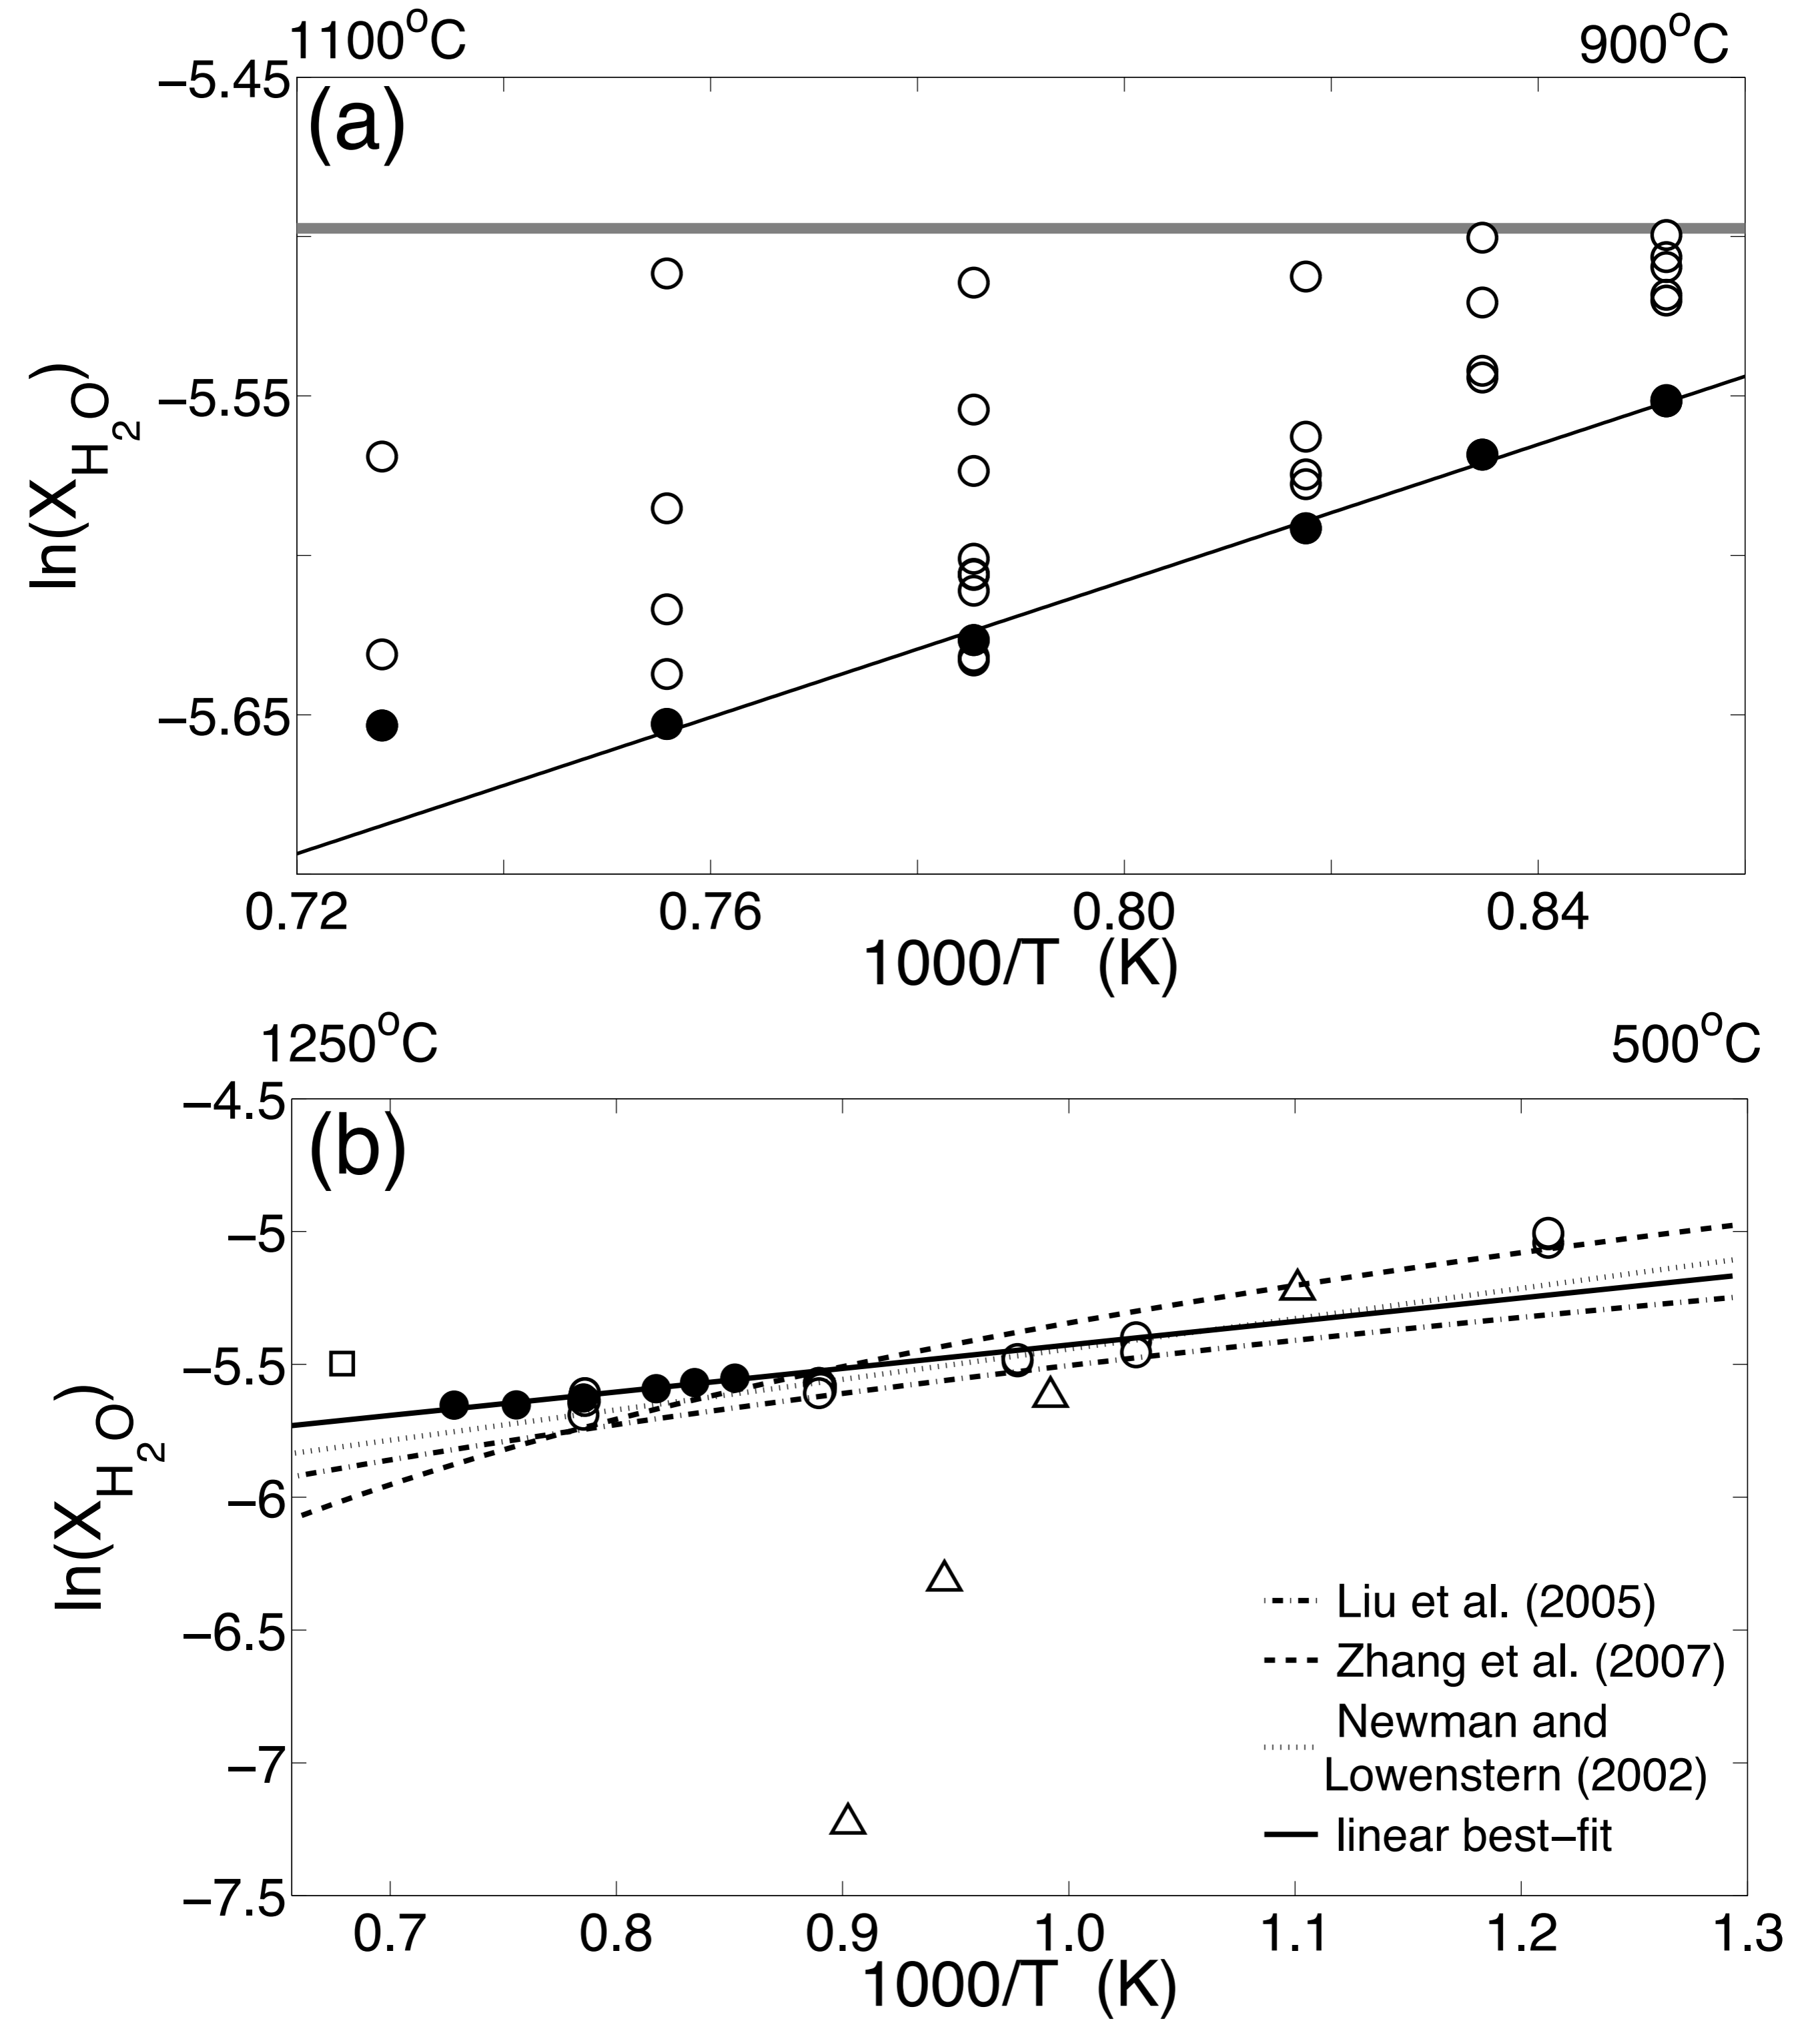 1100°C 900°C
(a)
−5.45
−5.55
−5.65
ln(X_H₂O)
0.72 0.76 0.80 0.84
1000/T (K)
1250°C 500°C
(b)
−4.5
−5
−5.5
−6
−6.5
−7
−7.5
ln(X_H₂O)
Liu et al. (2005)
Zhang et al. (2007)
Newman and
Lowenstern (2002)
linear best−fit
0.7 0.8 0.9 1.0 1.1 1.2 1.3
1000/T (K)